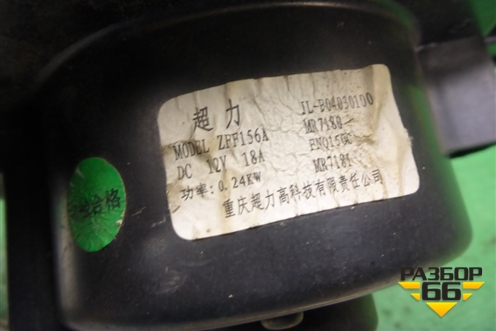 超力 JL-B04030100
MODEL ZFF156A MR7180
DC 12V 18A
功率: 0.24KW MR7181
重庆超力高科技有限责任公司
合格
РАЗБОР
66